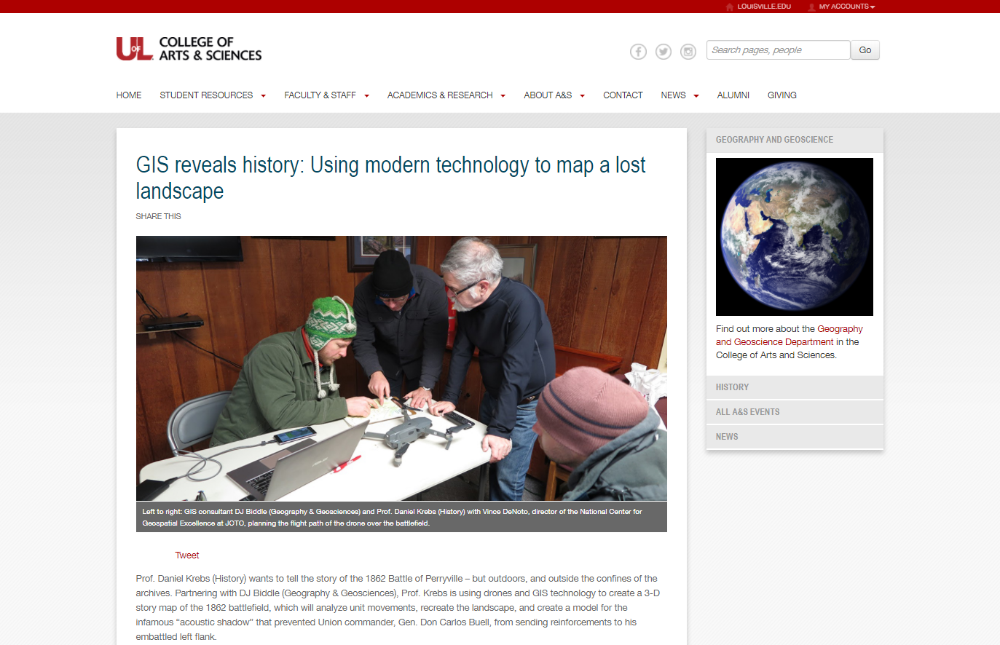 LOUISVILLE.EDU
MY ACCOUNTS
UofL COLLEGE OF
ARTS & SCIENCES
Search pages, people
Go
HOME
STUDENT RESOURCES
FACULTY & STAFF
ACADEMICS & RESEARCH
ABOUT A&S
CONTACT
NEWS
ALUMNI
GIVING
GIS reveals history: Using modern technology to map a lost
landscape
SHARE THIS
Left to right: GIS consultant DJ Biddle (Geography & Geosciences) and Prof. Daniel Krebs (History) with Vince DeNoto, director of the National Center for
Geospatial Excellence at JCTC, planning the flight path of the drone over the battlefield.
Tweet
Prof. Daniel Krebs (History) wants to tell the story of the 1862 Battle of Perryville – but outdoors, and outside the confines of the
archives. Partnering with DJ Biddle (Geography & Geosciences), Prof. Krebs is using drones and GIS technology to create a 3-D
story map of the 1862 battlefield, which will analyze unit movements, recreate the landscape, and create a model for the
infamous “acoustic shadow” that prevented Union commander, Gen. Don Carlos Buell, from sending reinforcements to his
embattled left flank.
GEOGRAPHY AND GEOSCIENCE
Find out more about the Geography
and Geoscience Department in the
College of Arts and Sciences.
HISTORY
ALL A&S EVENTS
NEWS